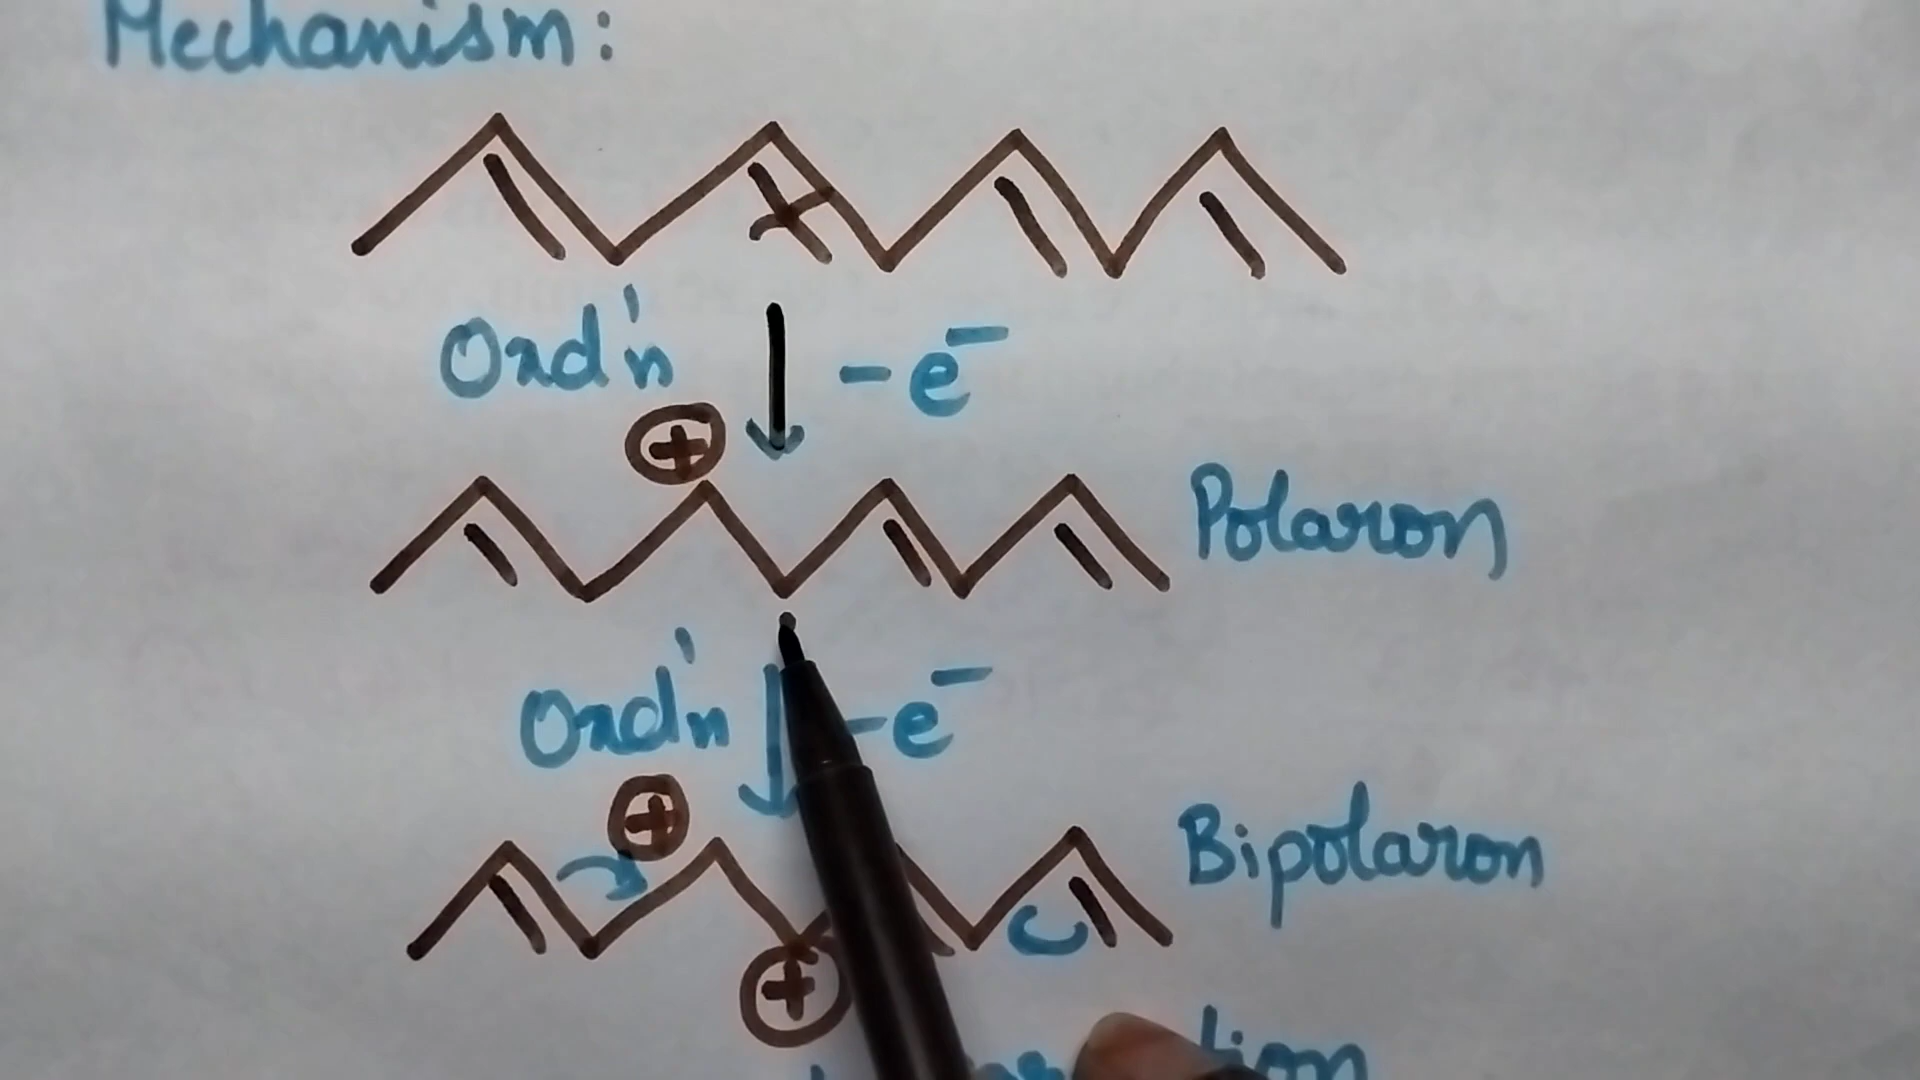 Mechanism:
Oxd'n -e⁻
+
Polaron
Oxd'n -e⁻
+
Bipolaron
+